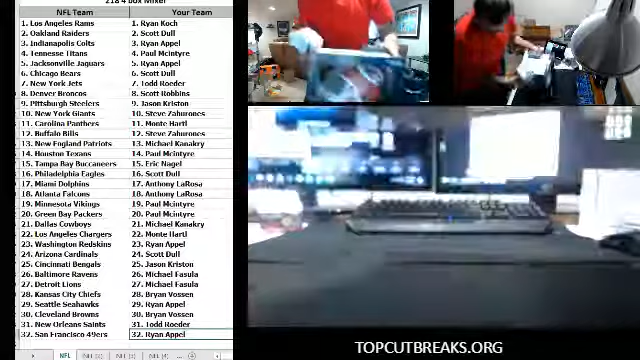 218 4 Box Mixer
NFL Team Your Team
1. Los Angeles Rams 1. Ryan Koch
2. Oakland Raiders 2. Scott Dull
3. Indianapolis Colts 3. Ryan Appel
4. Tennesse Titans 4. Paul Mcintyre
5. Jacksonville Jaguars 5. Ryan Appel
6. Chicago Bears 6. Scott Dull
7. New York Jets 7. Todd Roeder
8. Denver Broncos 8. Scott Robbins
9. Pittsburgh Steelers 9. Jason Kriston
10. New York Giants 10. Steve Zahurones
11. Carolina Panthers 11. Monte Hartl
12. Buffalo Bills 12. Steve Zahurones
13. New England Patriots 13. Michael Kanakry
14. Houston Texans 14. Paul Mcintyre
15. Tampa Bay Buccaneers 15. Eric Nagel
16. Philadelphia Eagles 16. Scott Dull
17. Miami Dolphins 17. Anthony LaRosa
18. Atlanta Falcons 18. Anthony LaRosa
19. Minnesota Vikings 19. Paul Mcintyre
20. Green Bay Packers 20. Paul Mcintyre
21. Dallas Cowboys 21. Michael Kanakry
22. Los Angeles Chargers 22. Monte Hartl
23. Washington Redskins 23. Ryan Appel
24. Arizona Cardinals 24. Scott Dull
25. Cincinnati Bengals 25. Jason Kriston
26. Baltimore Ravens 26. Michael Fasula
27. Detroit Lions 27. Michael Fasula
28. Kansas City Chiefs 28. Bryan Vossen
29. Seattle Seahawks 29. Ryan Appel
30. Cleveland Browns 30. Bryan Vossen
31. New Orleans Saints 31. Todd Roeder
32. San Francisco 49ers 32. Ryan Appel
NFL NFL (2) NFL (3) NFL (4) ...
TOPCUTBREAKS.ORG